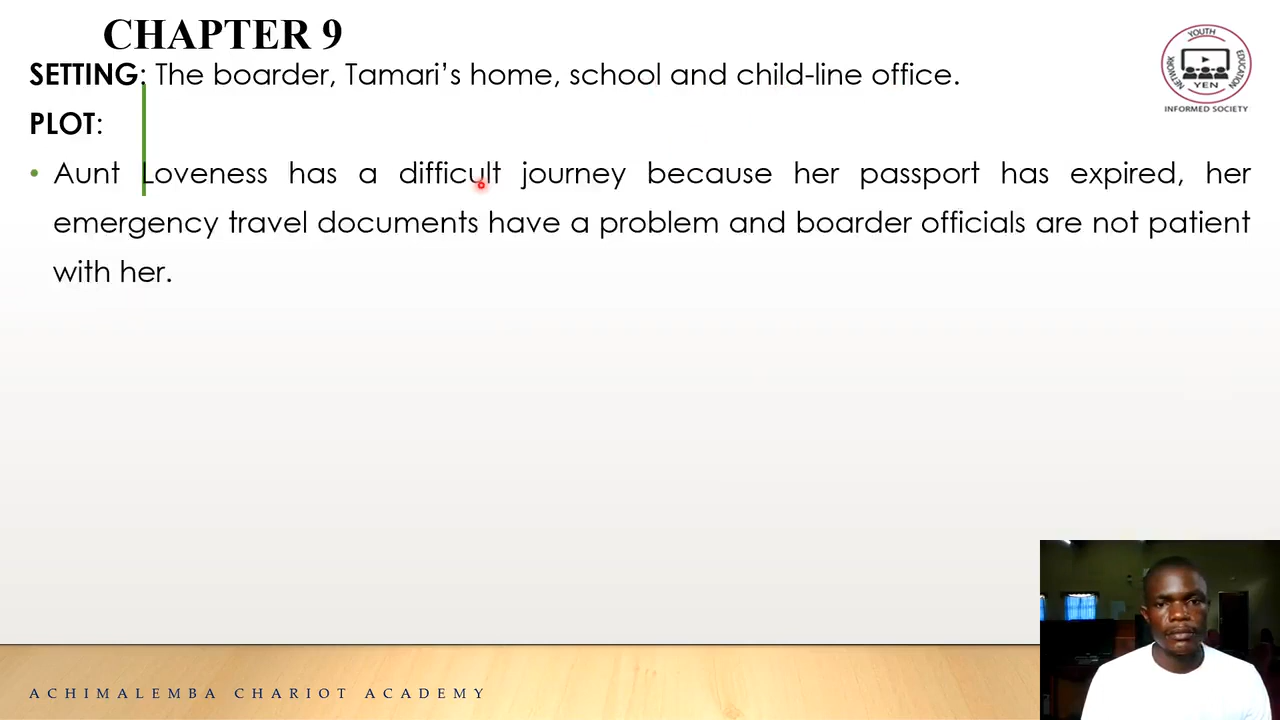 CHAPTER 9
SETTING: The boarder, Tamari's home, school and child-line office.
PLOT:
• Aunt Loveness has a difficult journey because her passport has expired, her
emergency travel documents have a problem and boarder officials are not patient
with her.
YOUTH
EDUCATION
NETWORK
YEN
INFORMED SOCIETY
ACHIMALEMBA CHARIOT ACADEMY